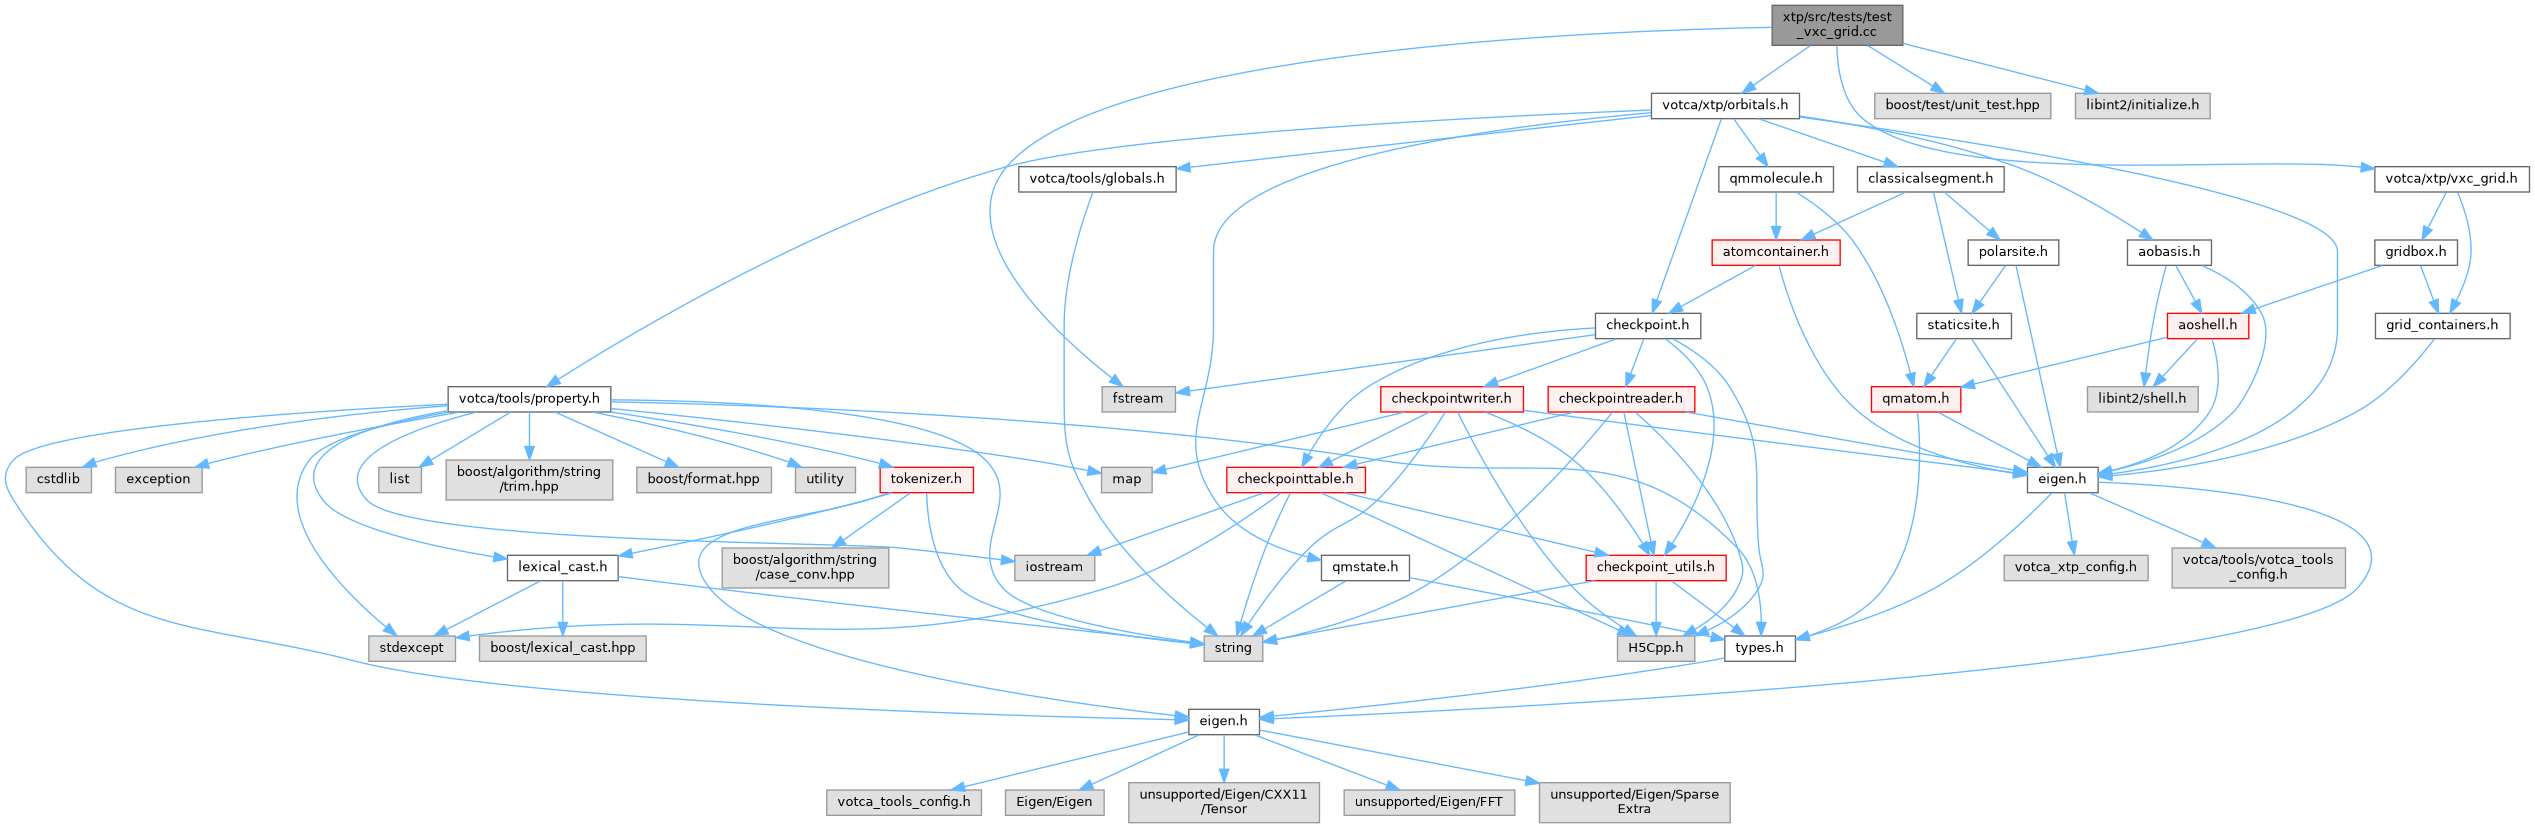 xtp/src/tests/test
_vxc_grid.cc
votca/xtp/orbitals.h
boost/test/unit_test.hpp
libint2/initialize.h
votca/tools/globals.h
qmmolecule.h
classicalsegment.h
votca/xtp/vxc_grid.h
atomcontainer.h
polarsite.h
aobasis.h
gridbox.h
checkpoint.h
staticsite.h
aoshell.h
grid_containers.h
votca/tools/property.h
fstream
checkpointwriter.h
checkpointreader.h
qmatom.h
libint2/shell.h
cstdlib
exception
list
boost/algorithm/string
/trim.hpp
boost/format.hpp
utility
tokenizer.h
map
checkpointtable.h
eigen.h
lexical_cast.h
boost/algorithm/string
/case_conv.hpp
iostream
qmstate.h
checkpoint_utils.h
votca_xtp_config.h
votca/tools/votca_tools
_config.h
stdexcept
boost/lexical_cast.hpp
string
H5Cpp.h
types.h
eigen.h
votca_tools_config.h
Eigen/Eigen
unsupported/Eigen/CXX11
/Tensor
unsupported/Eigen/FFT
unsupported/Eigen/Sparse
Extra